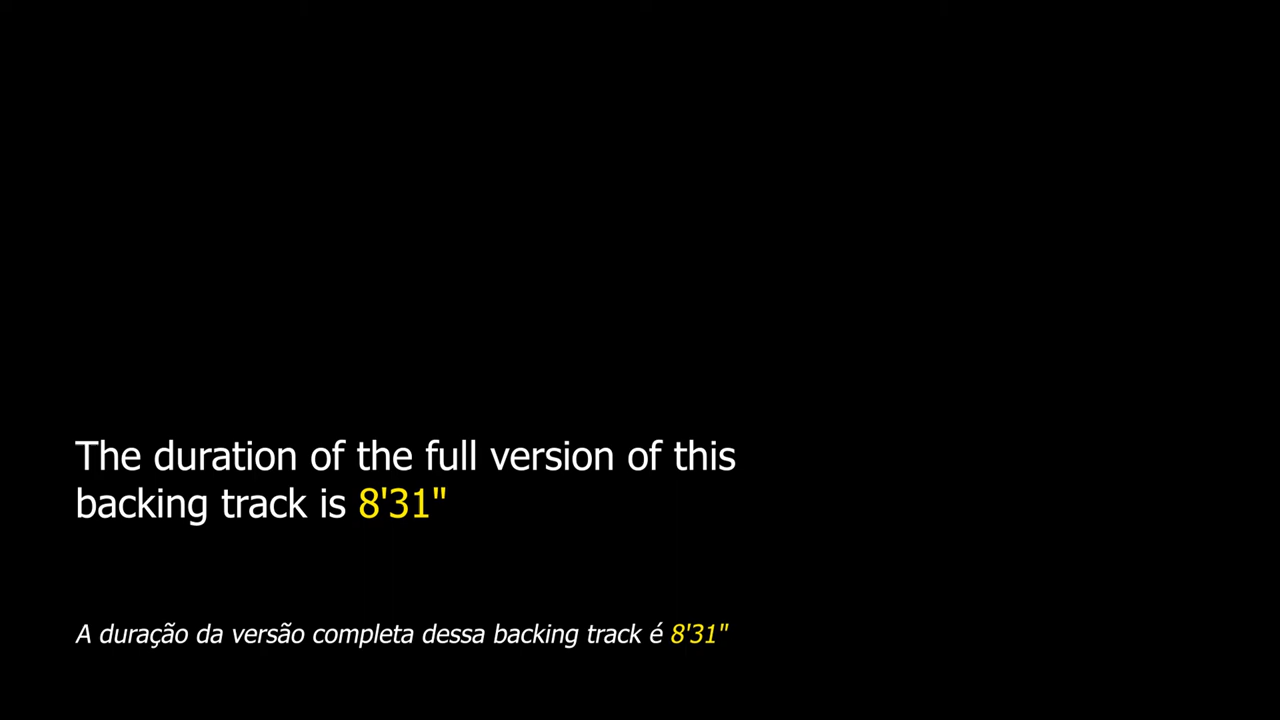 The duration of the full version of this
backing track is 8'31"
A duração da versão completa dessa backing track é 8'31"